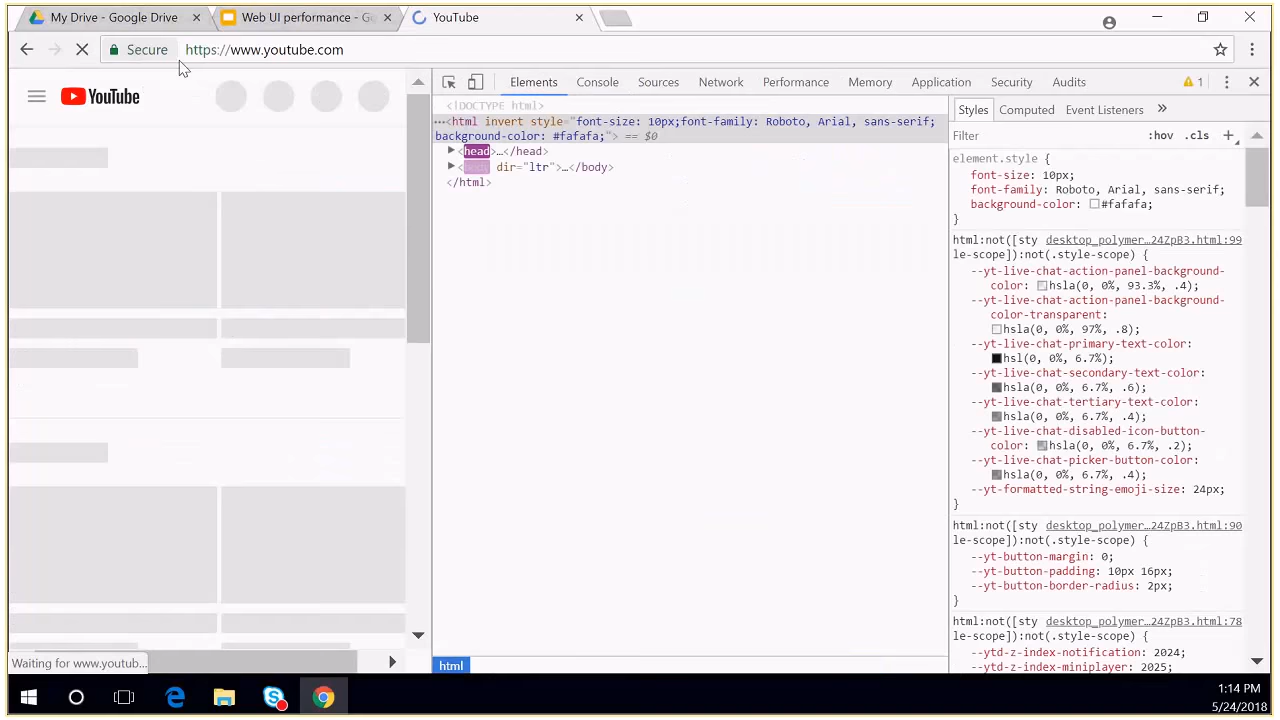 My Drive - Google Drive
Web UI performance - Go
YouTube
Secure https://www.youtube.com
YouTube
Elements Console Sources Network Performance Memory Application Security Audits 1
<!DOCTYPE html>
…<html invert style="font-size: 10px;font-family: Roboto, Arial, sans-serif;
background-color: #fafafa;"> == $0
<head>…</head>
dir="ltr">…</body>
</html>
html
Styles Computed Event Listeners »
Filter :hov .cls +
element.style {
font-size: 10px;
font-family: Roboto, Arial, sans-serif;
background-color: #fafafa;
}
html:not([sty desktop_polymer…24ZpB3.html:99
le-scope]):not(.style-scope) {
--yt-live-chat-action-panel-background-
color: hsla(0, 0%, 93.3%, .4);
--yt-live-chat-action-panel-background-
color-transparent:
hsla(0, 0%, 97%, .8);
--yt-live-chat-primary-text-color:
hsl(0, 0%, 6.7%);
--yt-live-chat-secondary-text-color:
hsla(0, 0%, 6.7%, .6);
--yt-live-chat-tertiary-text-color:
hsla(0, 0%, 6.7%, .4);
--yt-live-chat-disabled-icon-button-
color: hsla(0, 0%, 6.7%, .2);
--yt-live-chat-picker-button-color:
hsla(0, 0%, 6.7%, .4);
--yt-formatted-string-emoji-size: 24px;
}
html:not([sty desktop_polymer…24ZpB3.html:90
le-scope]):not(.style-scope) {
--yt-button-margin: 0;
--yt-button-padding: 10px 16px;
--yt-button-border-radius: 2px;
}
html:not([sty desktop_polymer…24ZpB3.html:78
le-scope]):not(.style-scope) {
--ytd-z-index-notification: 2024;
--ytd-z-index-miniplayer: 2025;
Waiting for www.youtub...
1:14 PM
5/24/2018